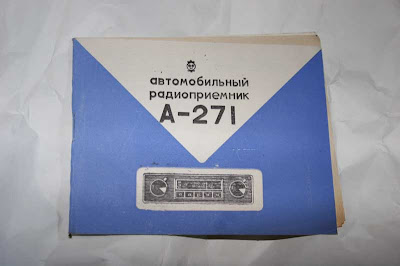 автомобильный
радиоприемник
А-271